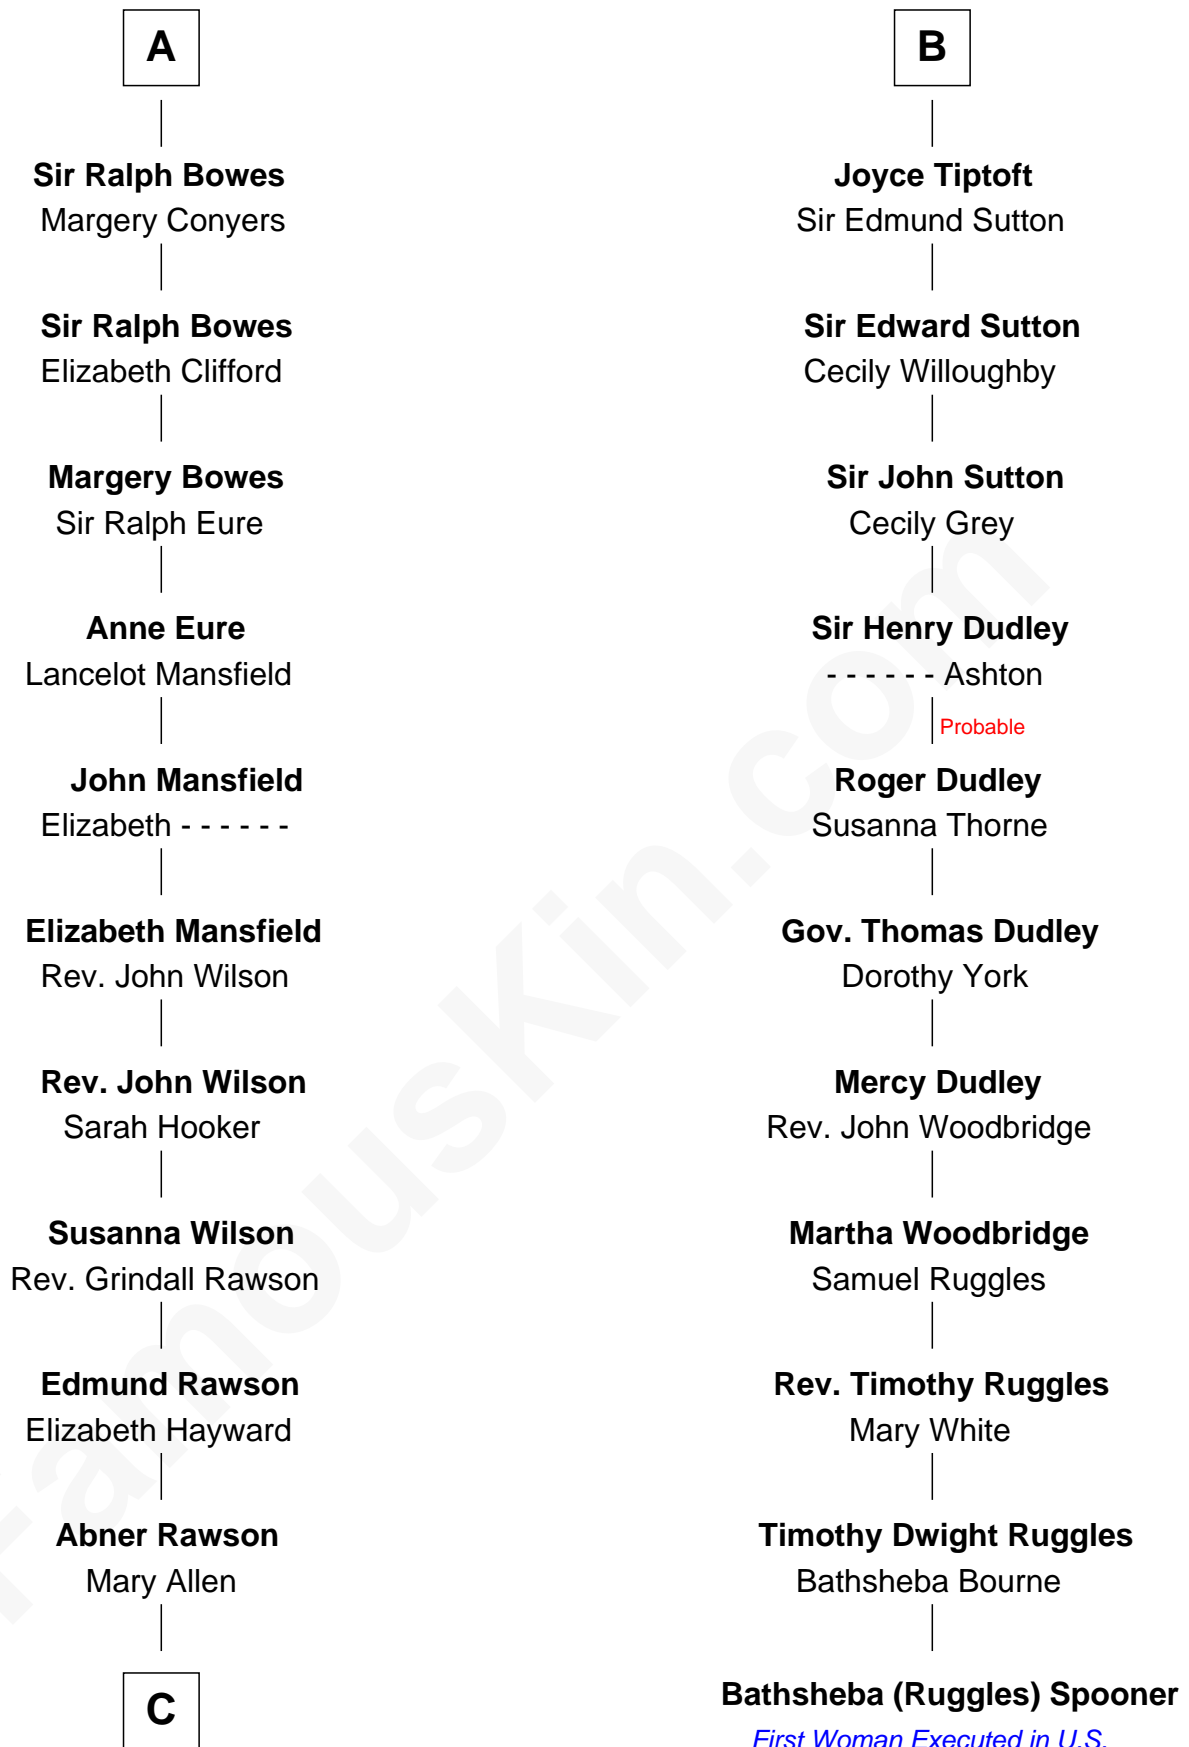 A
Sir Ralph Bowes
Margery Conyers
Sir Ralph Bowes
Elizabeth Clifford
Margery Bowes
Sir Ralph Eure
Anne Eure
Lancelot Mansfield
John Mansfield
Elizabeth - - - - - -
Elizabeth Mansfield
Rev. John Wilson
Rev. John Wilson
Sarah Hooker
Susanna Wilson
Rev. Grindall Rawson
Edmund Rawson
Elizabeth Hayward
Abner Rawson
Mary Allen
C
B
Joyce Tiptoft
Sir Edmund Sutton
Sir Edward Sutton
Cecily Willoughby
Sir John Sutton
Cecily Grey
Sir Henry Dudley
- - - - - - Ashton
Probable
Roger Dudley
Susanna Thorne
Gov. Thomas Dudley
Dorothy York
Mercy Dudley
Rev. John Woodbridge
Martha Woodbridge
Samuel Ruggles
Rev. Timothy Ruggles
Mary White
Timothy Dwight Ruggles
Bathsheba Bourne
Bathsheba (Ruggles) Spooner
First Woman Executed in U.S.
FamousKin.com